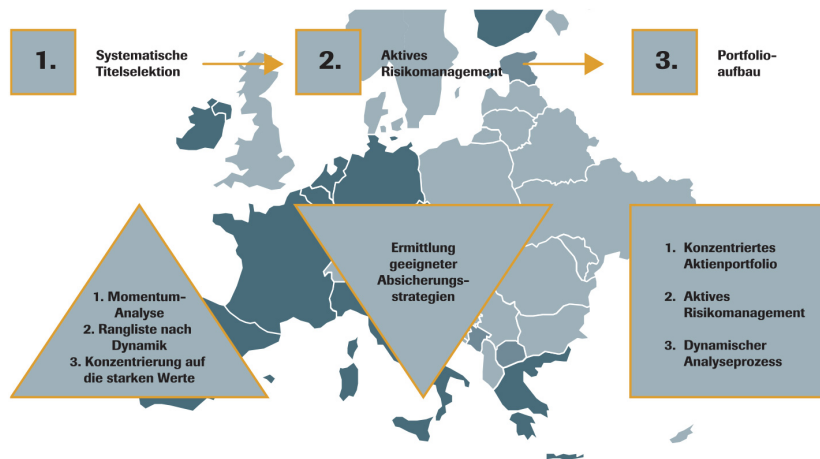 1.
Systematische
Titelselektion
2.
Aktives
Risikomanagement
3.
Portfolio-
aufbau
1. Momentum-
Analyse
2. Rangliste nach
Dynamik
3. Konzentrierung auf
die starken Werte
Ermittlung
geeigneter
Absicherungs-
strategien
1. Konzentriertes
Aktienportfolio
2. Aktives
Risikomanagement
3. Dynamischer
Analyseprozess